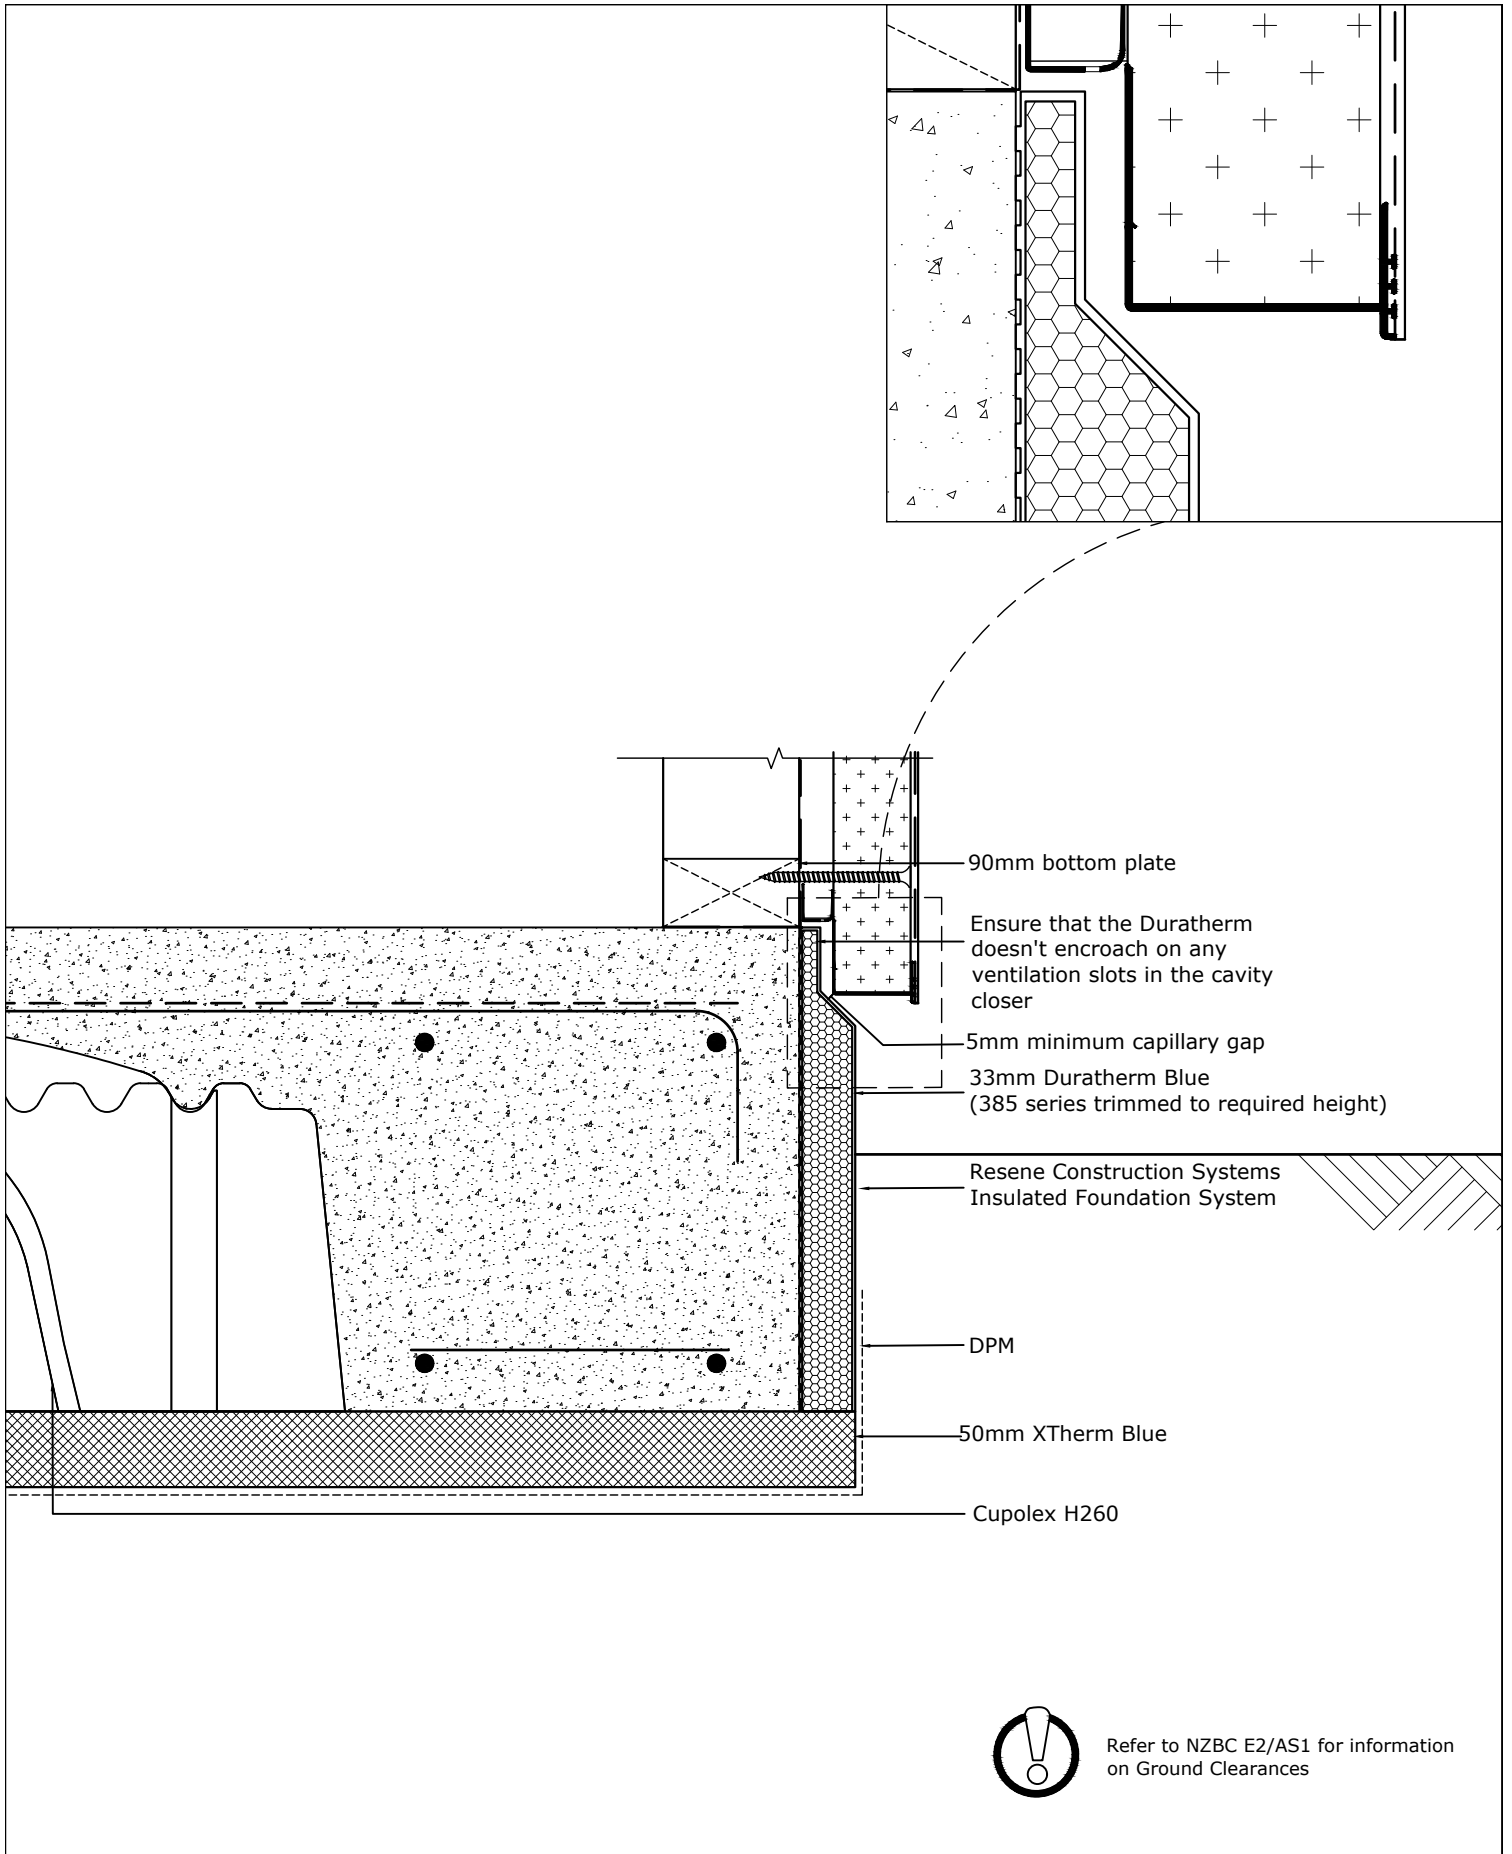 90mm bottom plate
Ensure that the Duratherm
doesn't encroach on any
ventilation slots in the cavity
closer
5mm minimum capillary gap
33mm Duratherm Blue
(385 series trimmed to required height)
Resene Construction Systems
Insulated Foundation System
DPM
50mm XTherm Blue
Cupolex H260
Refer to NZBC E2/AS1 for information
on Ground Clearances